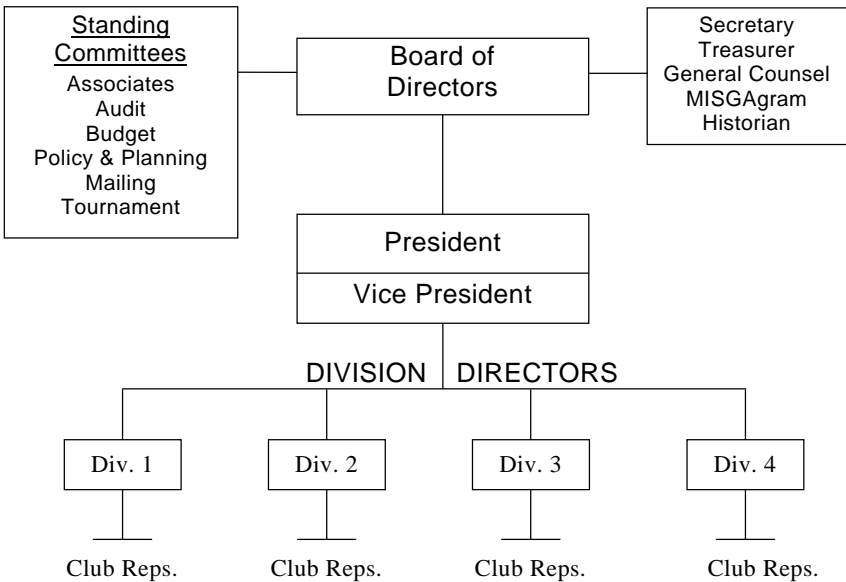 Standing
Committees
Associates
Audit
Budget
Policy & Planning
Mailing
Tournament
Board of
Directors
Secretary
Treasurer
General Counsel
MISGAgram
Historian
President
Vice President
DIVISION DIRECTORS
Div. 1 Div. 2 Div. 3 Div. 4
Club Reps. Club Reps. Club Reps. Club Reps.